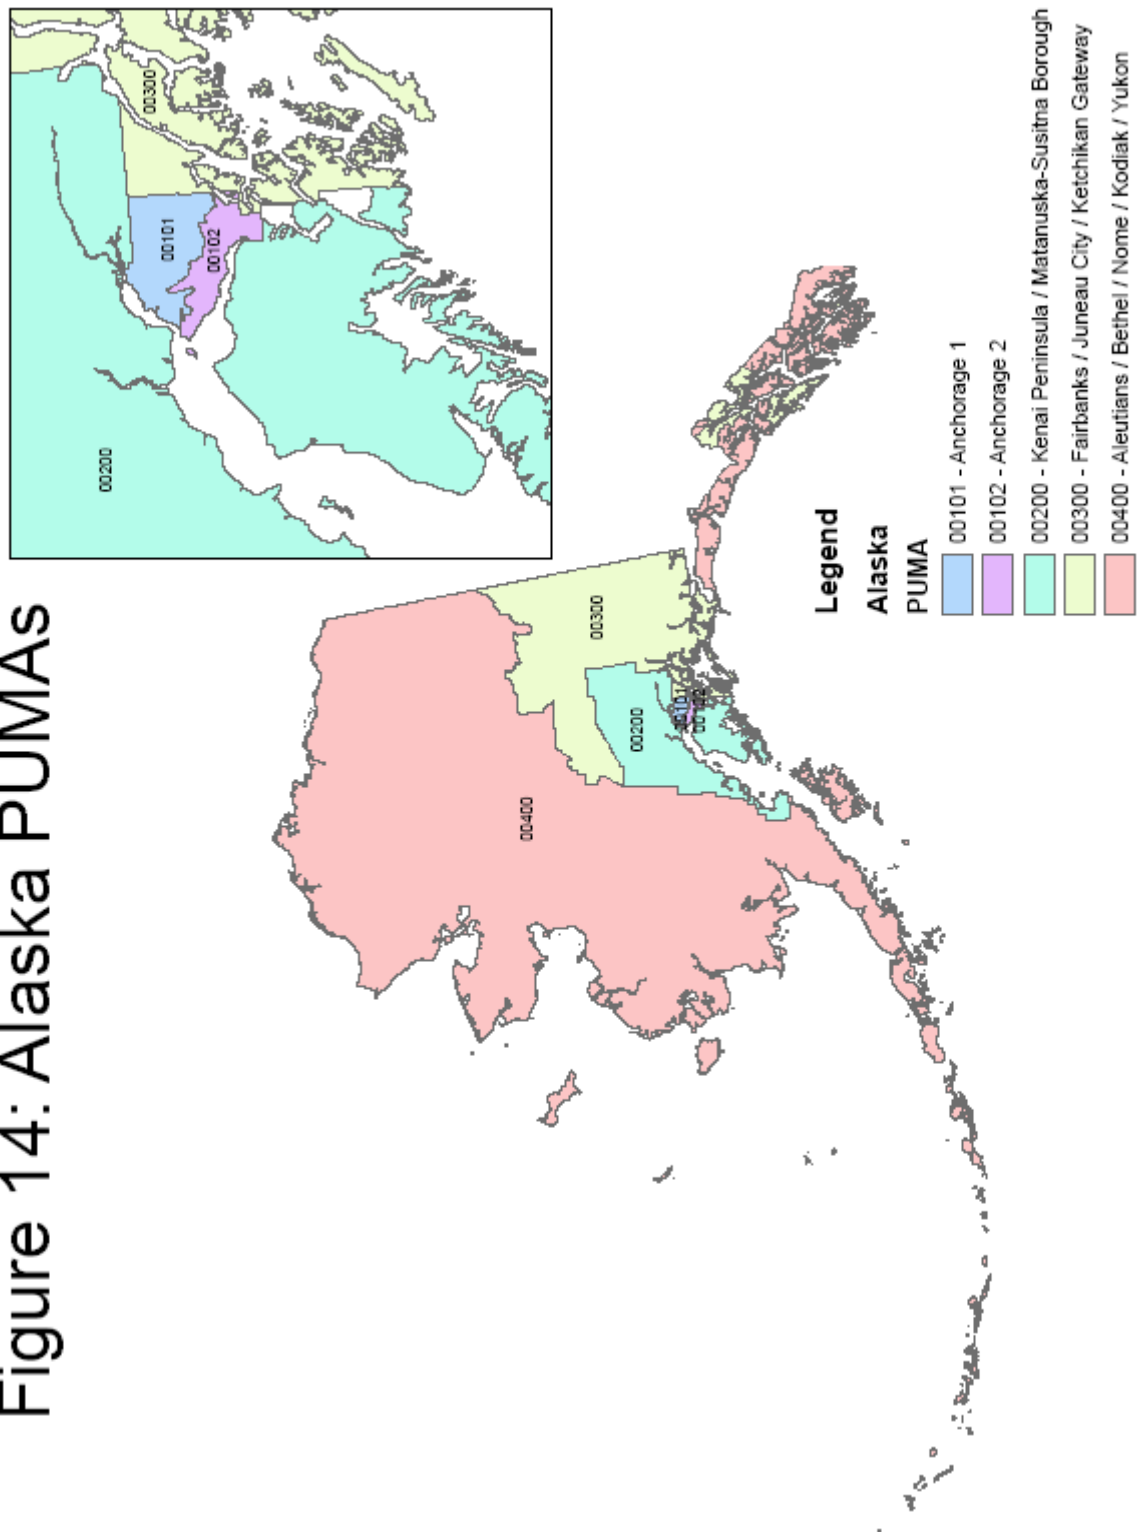 Figure 14: Alaska PUMAs
00200
00101
00102
00300
00400
00200
00300
00101
00102
Legend
Alaska
PUMA
00101 - Anchorage 1
00102 - Anchorage 2
00200 - Kenai Peninsula / Matanuska-Susitna Borough
00300 - Fairbanks / Juneau City / Ketchikan Gateway
00400 - Aleutians / Bethel / Nome / Kodiak / Yukon